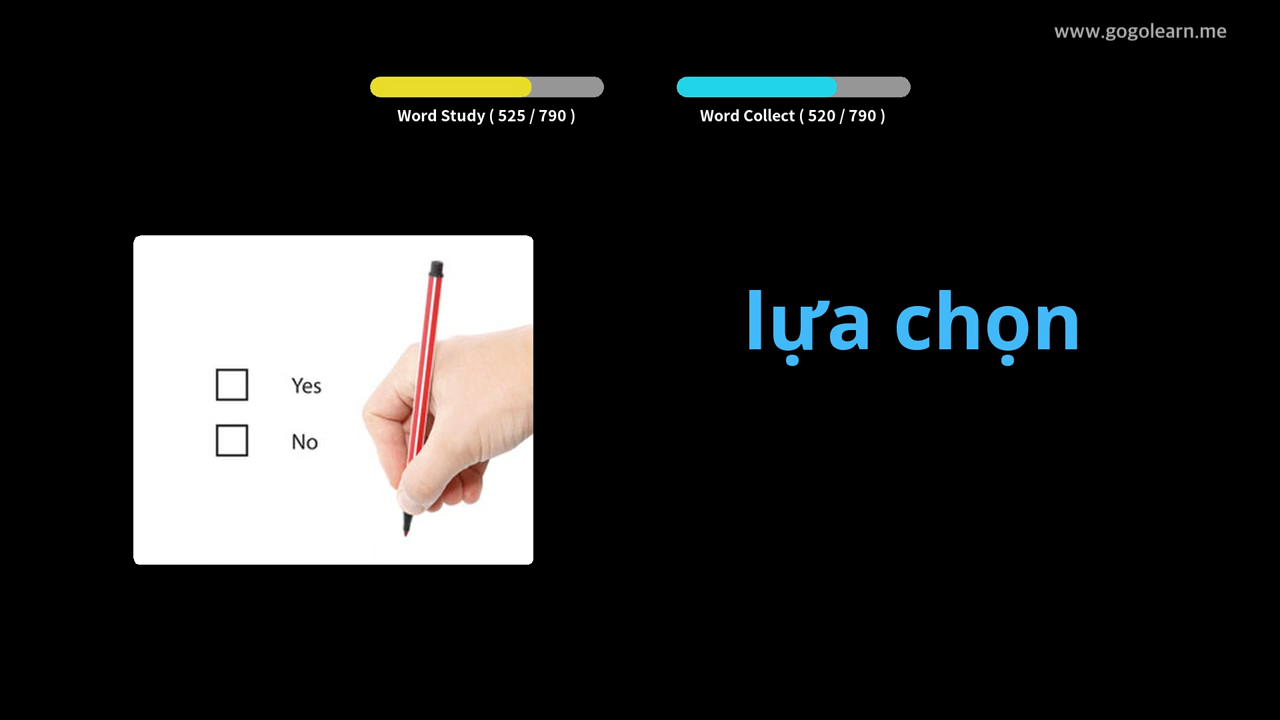 www.gogolearn.me
Word Study ( 525 / 790 )
Word Collect ( 520 / 790 )
lựa chọn
Yes
No